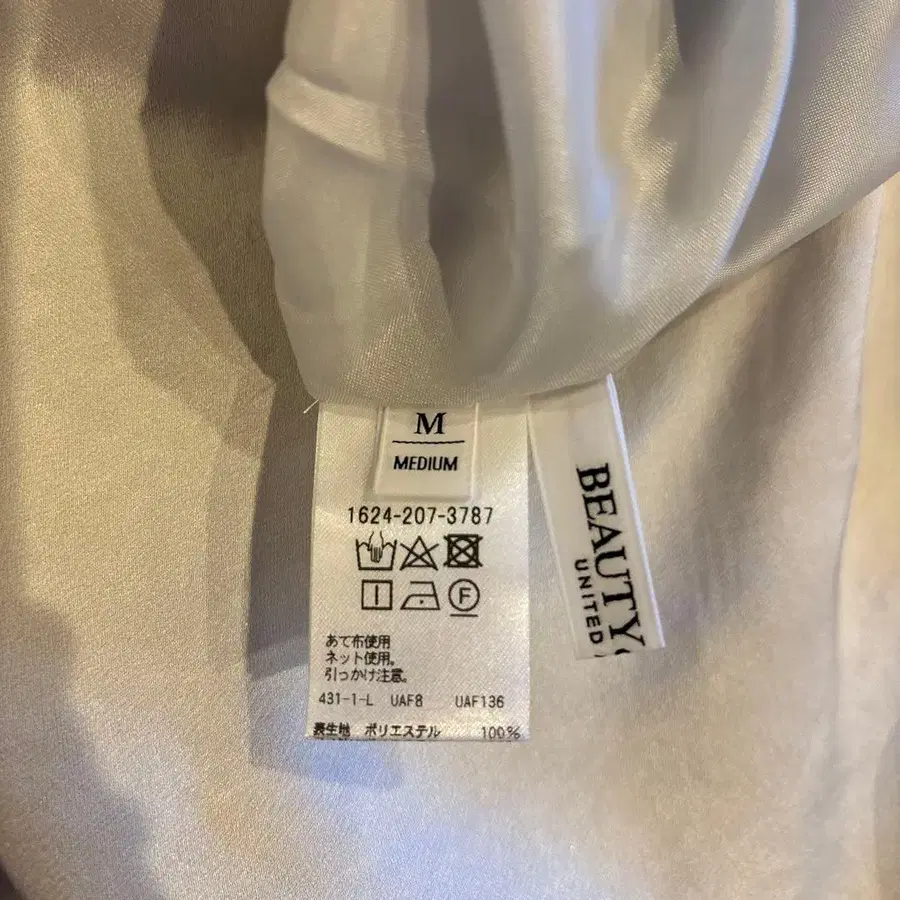 M
MEDIUM
1624-207-3787
F
あて布使用
ネット使用。
引っかけ注意。
431-1-L UAF8 UAF136
表生地 ポリエステル 100%
BEAUTY
UNITED